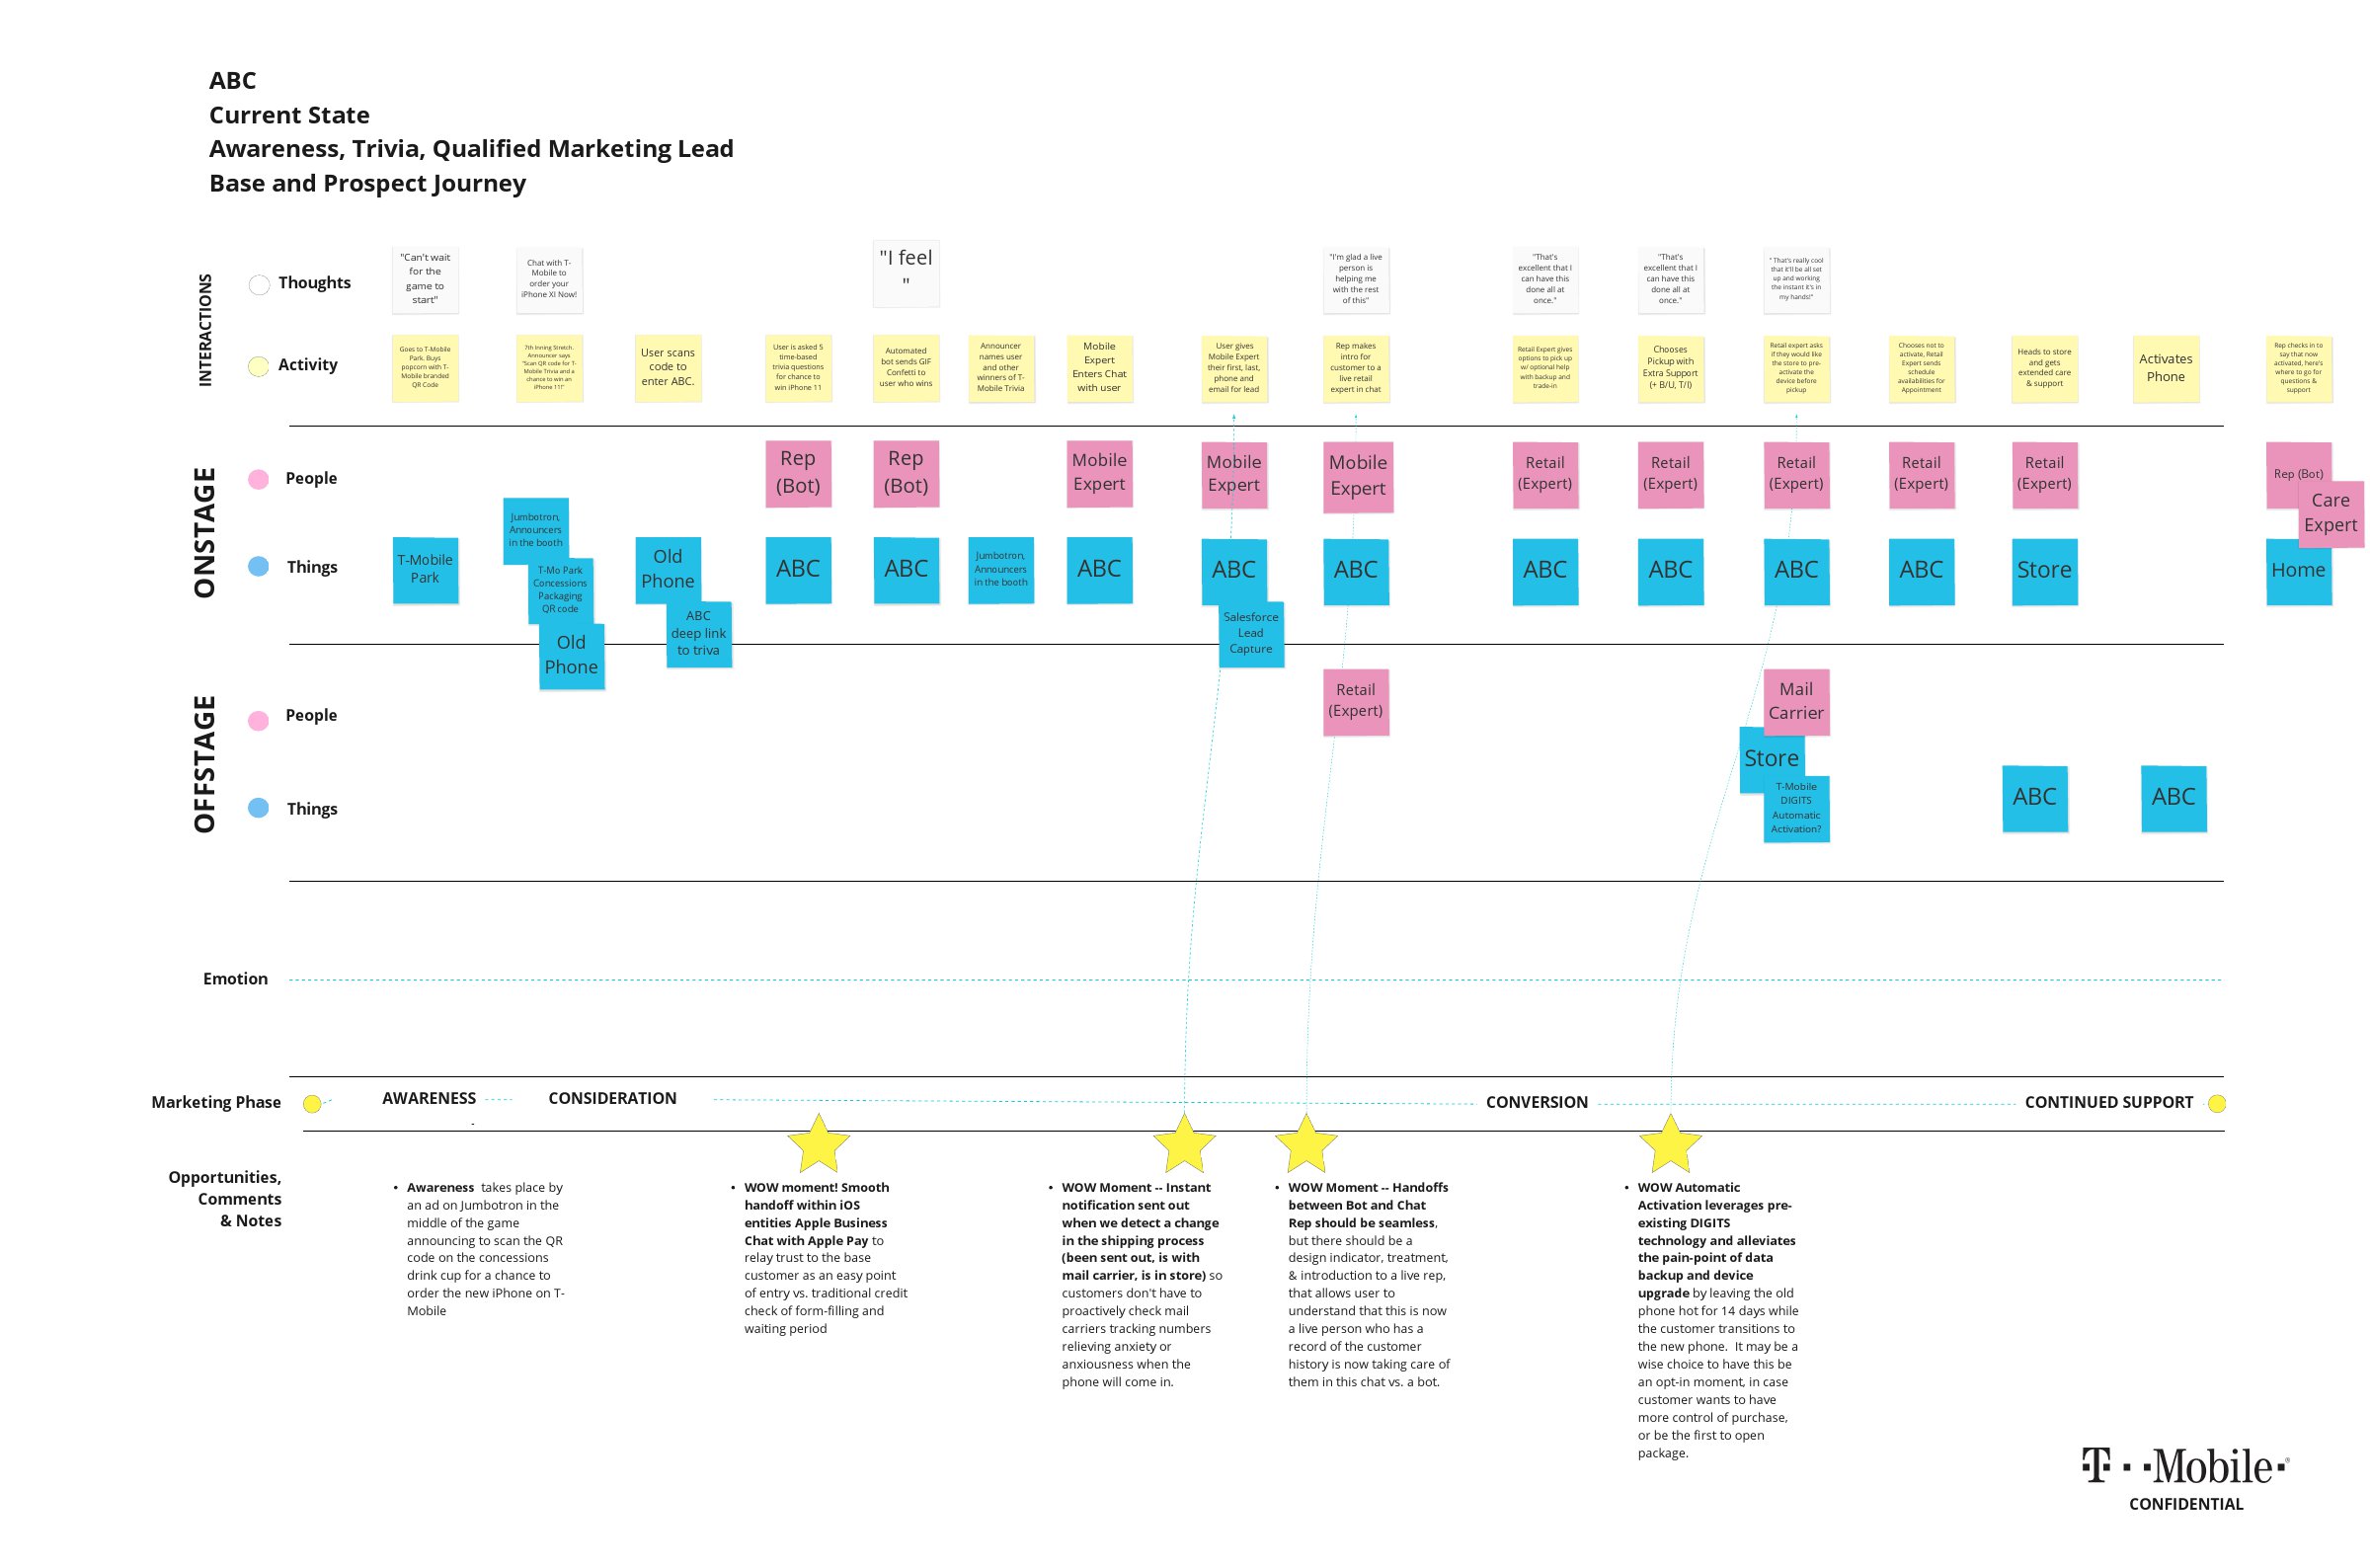 ABC
Current State
Awareness, Trivia, Qualified Marketing Lead
Base and Prospect Journey
INTERACTIONS
Thoughts
"Can't wait
for the
game to
start"
Chat with T-
Mobile to
order your
iPhone XI Now!
"I feel
"
"I'm glad a live
person is
helping me
with the rest
of this"
"That's
excellent that I
can have this
done all at
once."
"That's
excellent that I
can have this
done all at
once."
" That's really cool
that it'll be all set
up and working
the instant it's in
my hands!"
Activity
Goes to T-Mobile
Park. Buys
popcorn with T-
Mobile branded
QR Code
7th Inning Stretch.
Announcer says
"Scan QR code for T-
Mobile Trivia and a
chance to win an
iPhone 11!"
User scans
code to
enter ABC.
User is asked 5
time-based
trivia questions
for chance to
win iPhone 11
Automated
bot sends GIF
Confetti to
user who wins
Announcer
names user
and other
winners of T-
Mobile Trivia
Mobile
Expert
Enters Chat
with user
User gives
Mobile Expert
their first, last,
phone and
email for lead
Rep makes
intro for
customer to a
live retail
expert in chat
Retail Expert gives
options to pick up
w/ optional help
with backup and
trade-in
Chooses
Pickup with
Extra Support
(+ B/U, T/I)
Retail expert asks
if they would like
the store to pre-
activate the
device before
pickup
Chooses not to
activate, Retail
Expert sends
schedule
availabilities for
Appointment
Heads to store
and gets
extended care
& support
Activates
Phone
Rep checks in to
say that now
activated, here's
where to go for
questions &
support
ONSTAGE
People
Rep
(Bot)
Rep
(Bot)
Mobile
Expert
Mobile
Expert
Mobile
Expert
Retail
(Expert)
Retail
(Expert)
Retail
(Expert)
Retail
(Expert)
Retail
(Expert)
Rep (Bot)
Care
Expert
Things
T-Mobile
Park
Jumbotron,
Announcers
in the booth
T-Mo Park
Concessions
Packaging
QR code
Old
Phone
Old
Phone
ABC
deep link
to triva
ABC
ABC
Jumbotron,
Announcers
in the booth
ABC
ABC
Salesforce
Lead
Capture
ABC
ABC
ABC
ABC
ABC
Store
Home
OFFSTAGE
People
Retail
(Expert)
Mail
Carrier
Things
Store
T-Mobile
DIGITS
Automatic
Activation?
ABC
ABC
Emotion
Marketing Phase
AWARENESS
-
CONSIDERATION
CONVERSION
CONTINUED SUPPORT
Opportunities,
Comments
& Notes
• Awareness  takes place by
an ad on Jumbotron in the
middle of the game
announcing to scan the QR
code on the concessions
drink cup for a chance to
order the new iPhone on T-
Mobile
• WOW moment! Smooth
handoff within iOS
entities Apple Business
Chat with Apple Pay to
relay trust to the base
customer as an easy point
of entry vs. traditional credit
check of form-filling and
waiting period
• WOW Moment -- Instant
notification sent out
when we detect a change
in the shipping process
(been sent out, is with
mail carrier, is in store) so
customers don't have to
proactively check mail
carriers tracking numbers
relieving anxiety or
anxiousness when the
phone will come in.
• WOW Moment -- Handoffs
between Bot and Chat
Rep should be seamless,
but there should be a
design indicator, treatment,
& introduction to a live rep,
that allows user to
understand that this is now
a live person who has a
record of the customer
history is now taking care of
them in this chat vs. a bot.
• WOW Automatic
Activation leverages pre-
existing DIGITS
technology and alleviates
the pain-point of data
backup and device
upgrade by leaving the old
phone hot for 14 days while
the customer transitions to
the new phone.  It may be a
wise choice to have this be
an opt-in moment, in case
customer wants to have
more control of purchase,
or be the first to open
package.
T··Mobile·®
CONFIDENTIAL